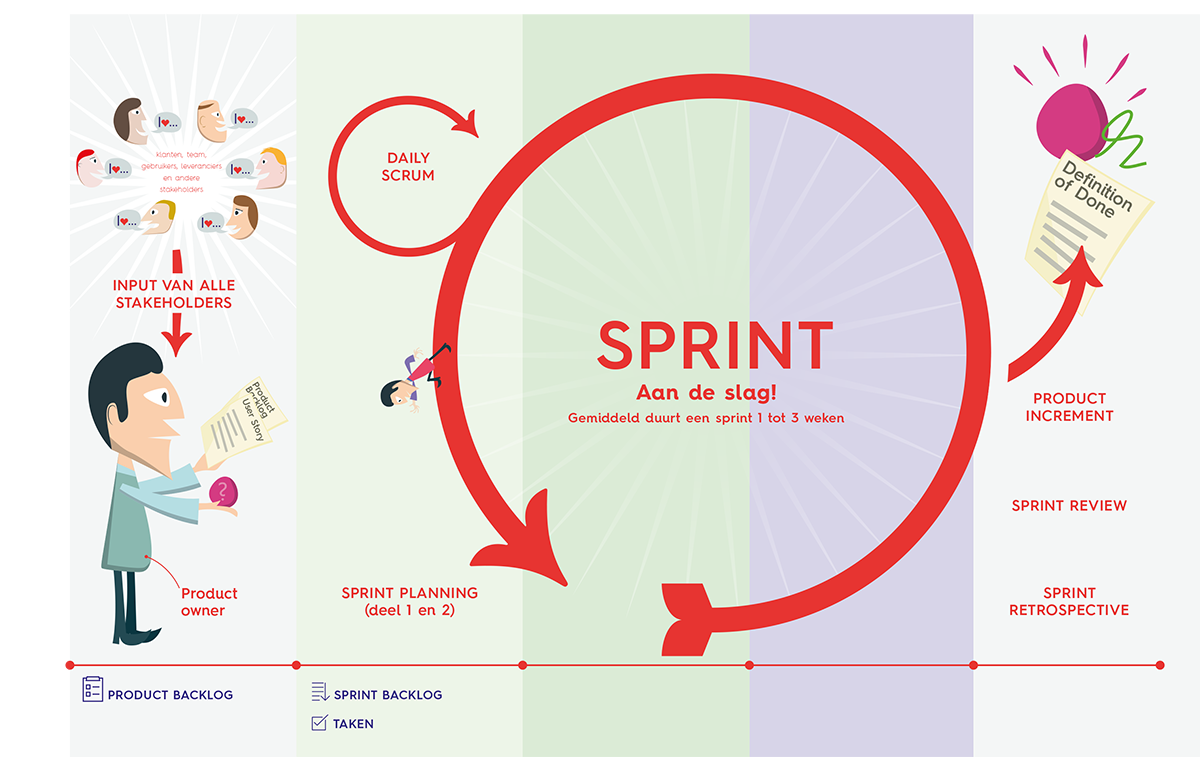 I♥...
I♥...
I♥...
I♥...
I♥...
I♥...
klanten, team,
gebruikers, leveranciers
en andere
stakeholders
INPUT VAN ALLE
STAKEHOLDERS
Product
Backlog
User Story
?
Product
owner
PRODUCT BACKLOG
DAILY
SCRUM
SPRINT PLANNING
(deel 1 en 2)
SPRINT BACKLOG
TAKEN
SPRINT
Aan de slag!
Gemiddeld duurt een sprint 1 tot 3 weken
Definition
of Done
PRODUCT
INCREMENT
SPRINT REVIEW
SPRINT
RETROSPECTIVE